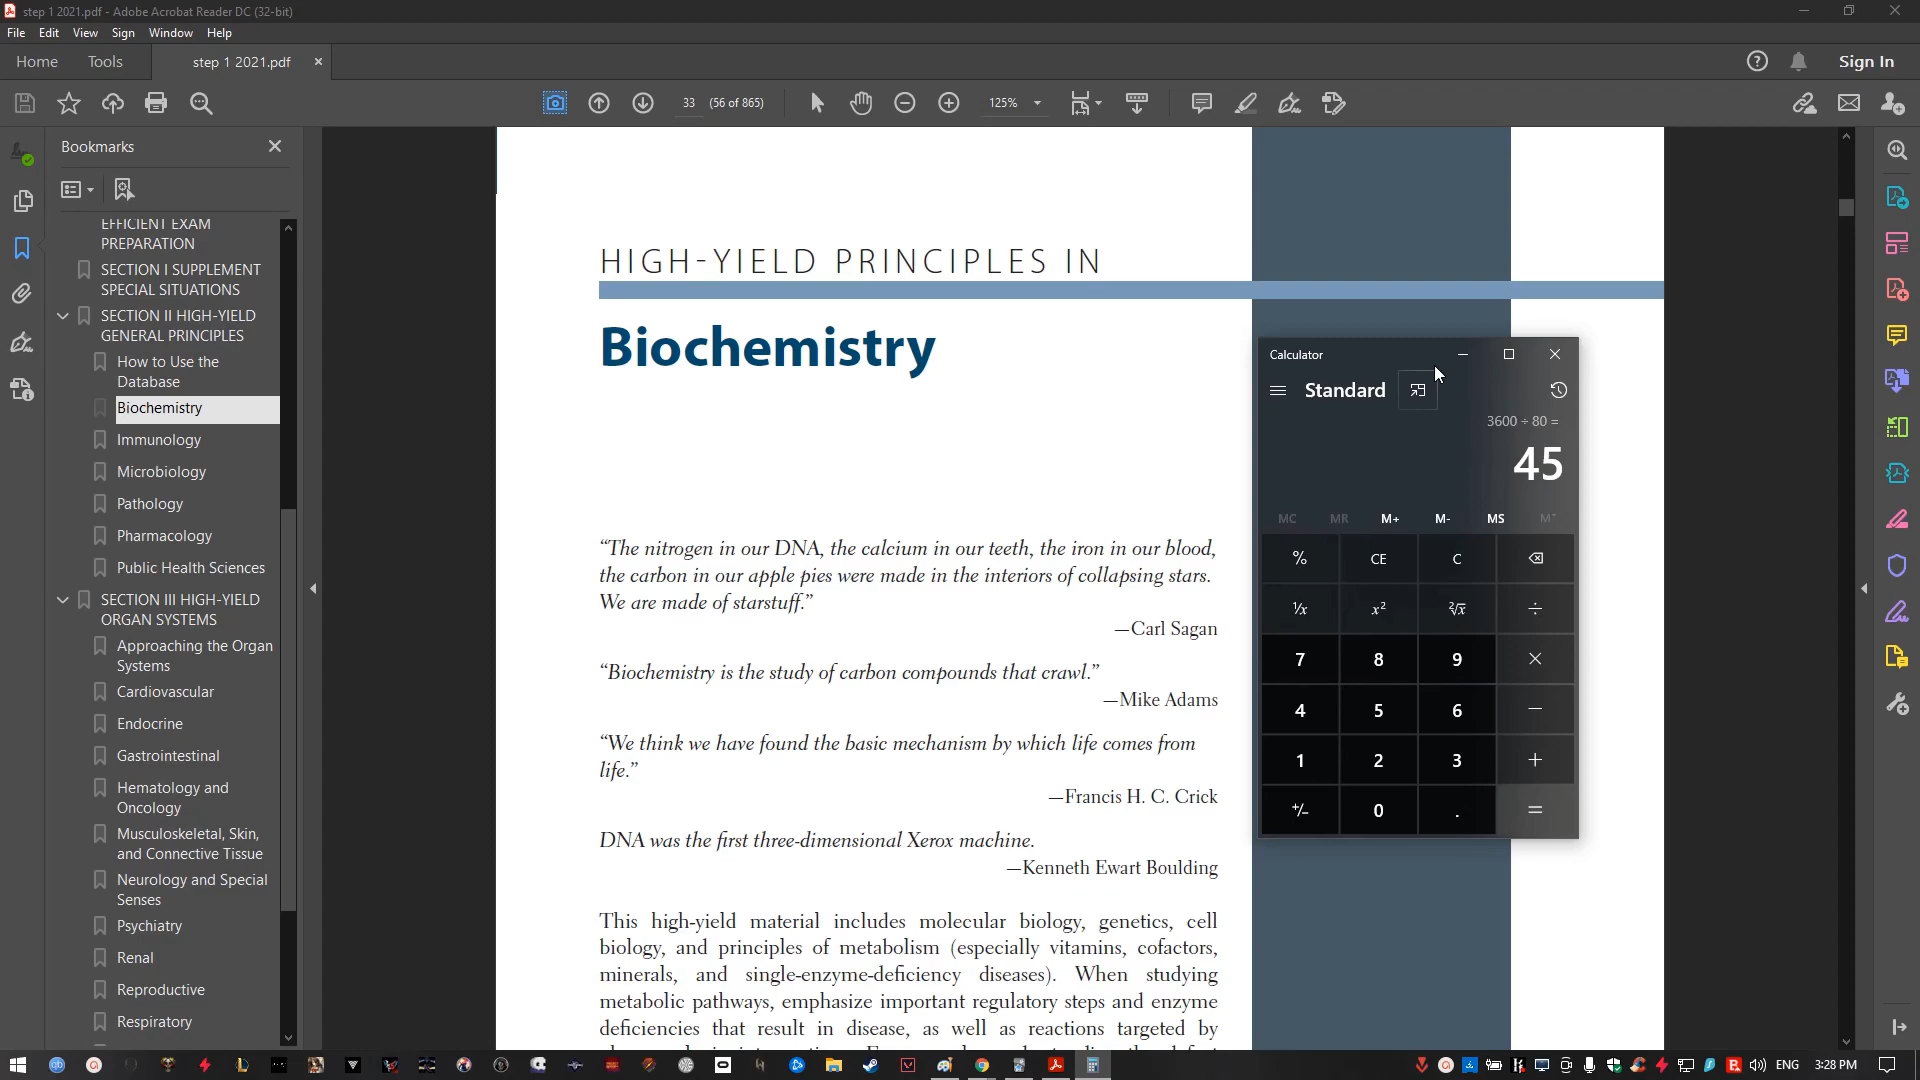 step 1 2021.pdf - Adobe Acrobat Reader DC (32-bit)
File Edit View Sign Window Help
Home Tools step 1 2021.pdf Sign In
33 (56 of 865) 125%
Bookmarks
EFFICIENT EXAM
PREPARATION
SECTION I SUPPLEMENT
SPECIAL SITUATIONS
SECTION II HIGH-YIELD
GENERAL PRINCIPLES
How to Use the
Database
Biochemistry
Immunology
Microbiology
Pathology
Pharmacology
Public Health Sciences
SECTION III HIGH-YIELD
ORGAN SYSTEMS
Approaching the Organ
Systems
Cardiovascular
Endocrine
Gastrointestinal
Hematology and
Oncology
Musculoskeletal, Skin,
and Connective Tissue
Neurology and Special
Senses
Psychiatry
Renal
Reproductive
Respiratory
HIGH-YIELD PRINCIPLES IN
Biochemistry
“The nitrogen in our DNA, the calcium in our teeth, the iron in our blood,
the carbon in our apple pies were made in the interiors of collapsing stars.
We are made of starstuff.”
—Carl Sagan
“Biochemistry is the study of carbon compounds that crawl.”
—Mike Adams
“We think we have found the basic mechanism by which life comes from
life.”
—Francis H. C. Crick
DNA was the first three-dimensional Xerox machine.
—Kenneth Ewart Boulding
This high-yield material includes molecular biology, genetics, cell
biology, and principles of metabolism (especially vitamins, cofactors,
minerals, and single-enzyme-deficiency diseases). When studying
metabolic pathways, emphasize important regulatory steps and enzyme
deficiencies that result in disease, as well as reactions targeted by
Calculator
Standard
3600 ÷ 80 =
45
MC MR M+ M- MS M˅
% CE C
¹/x x² ²√x ÷
7 8 9 ×
4 5 6 −
1 2 3 +
+/− 0 . =
ENG 3:28 PM